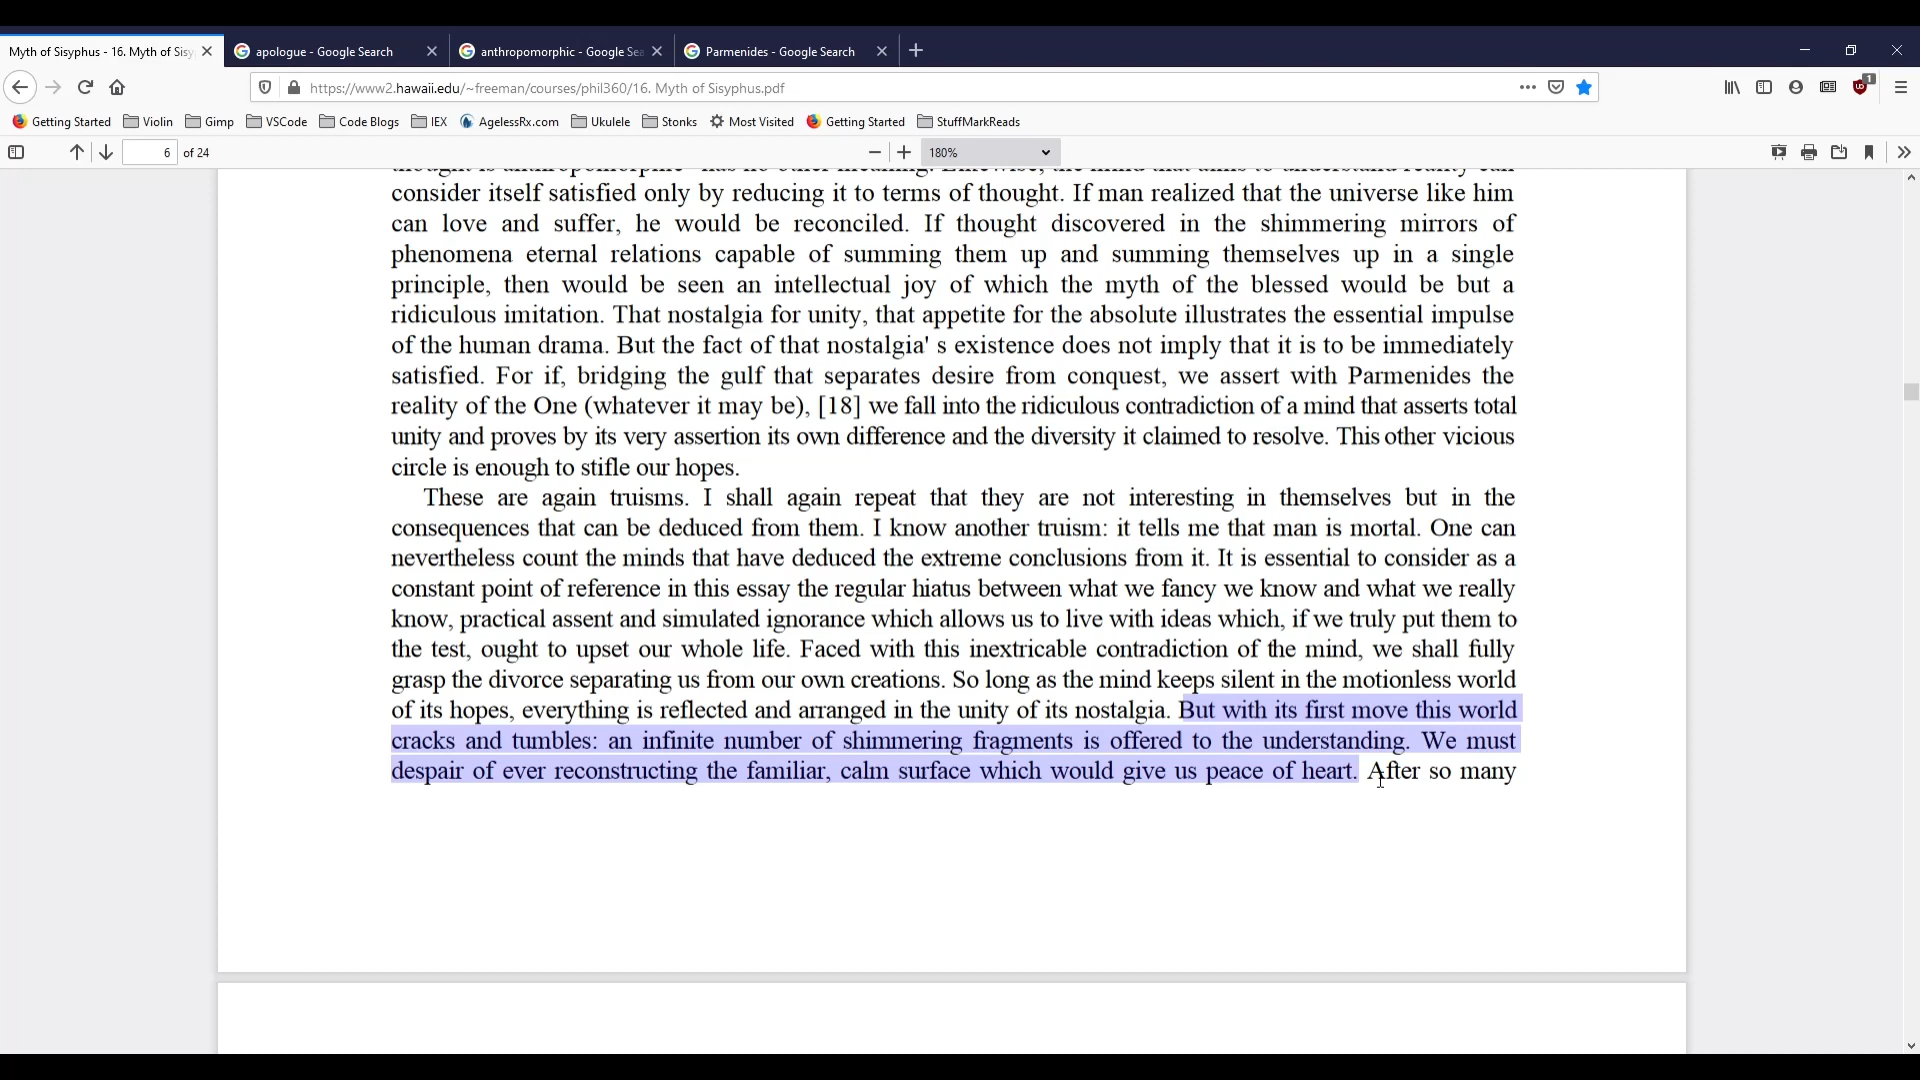 Myth of Sisyphus - 16. Myth of Sisy
apologue - Google Search
anthropomorphic - Google Sea
Parmenides - Google Search
https://www2.hawaii.edu/~freeman/courses/phil360/16. Myth of Sisyphus.pdf
1
Getting Started
Violin
Gimp
VSCode
Code Blogs
IEX
AgelessRx.com
Ukulele
Stonks
Most Visited
Getting Started
StuffMarkReads
6 of 24
180%
thought is anthropomorphic" has no other meaning. Likewise, the mind that aims to understand reality can
consider itself satisfied only by reducing it to terms of thought. If man realized that the universe like him
can love and suffer, he would be reconciled. If thought discovered in the shimmering mirrors of
phenomena eternal relations capable of summing them up and summing themselves up in a single
principle, then would be seen an intellectual joy of which the myth of the blessed would be but a
ridiculous imitation. That nostalgia for unity, that appetite for the absolute illustrates the essential impulse
of the human drama. But the fact of that nostalgia' s existence does not imply that it is to be immediately
satisfied. For if, bridging the gulf that separates desire from conquest, we assert with Parmenides the
reality of the One (whatever it may be), [18] we fall into the ridiculous contradiction of a mind that asserts total
unity and proves by its very assertion its own difference and the diversity it claimed to resolve. This other vicious
circle is enough to stifle our hopes.
These are again truisms. I shall again repeat that they are not interesting in themselves but in the
consequences that can be deduced from them. I know another truism: it tells me that man is mortal. One can
nevertheless count the minds that have deduced the extreme conclusions from it. It is essential to consider as a
constant point of reference in this essay the regular hiatus between what we fancy we know and what we really
know, practical assent and simulated ignorance which allows us to live with ideas which, if we truly put them to
the test, ought to upset our whole life. Faced with this inextricable contradiction of the mind, we shall fully
grasp the divorce separating us from our own creations. So long as the mind keeps silent in the motionless world
of its hopes, everything is reflected and arranged in the unity of its nostalgia. But with its first move this world
cracks and tumbles: an infinite number of shimmering fragments is offered to the understanding. We must
despair of ever reconstructing the familiar, calm surface which would give us peace of heart. After so many